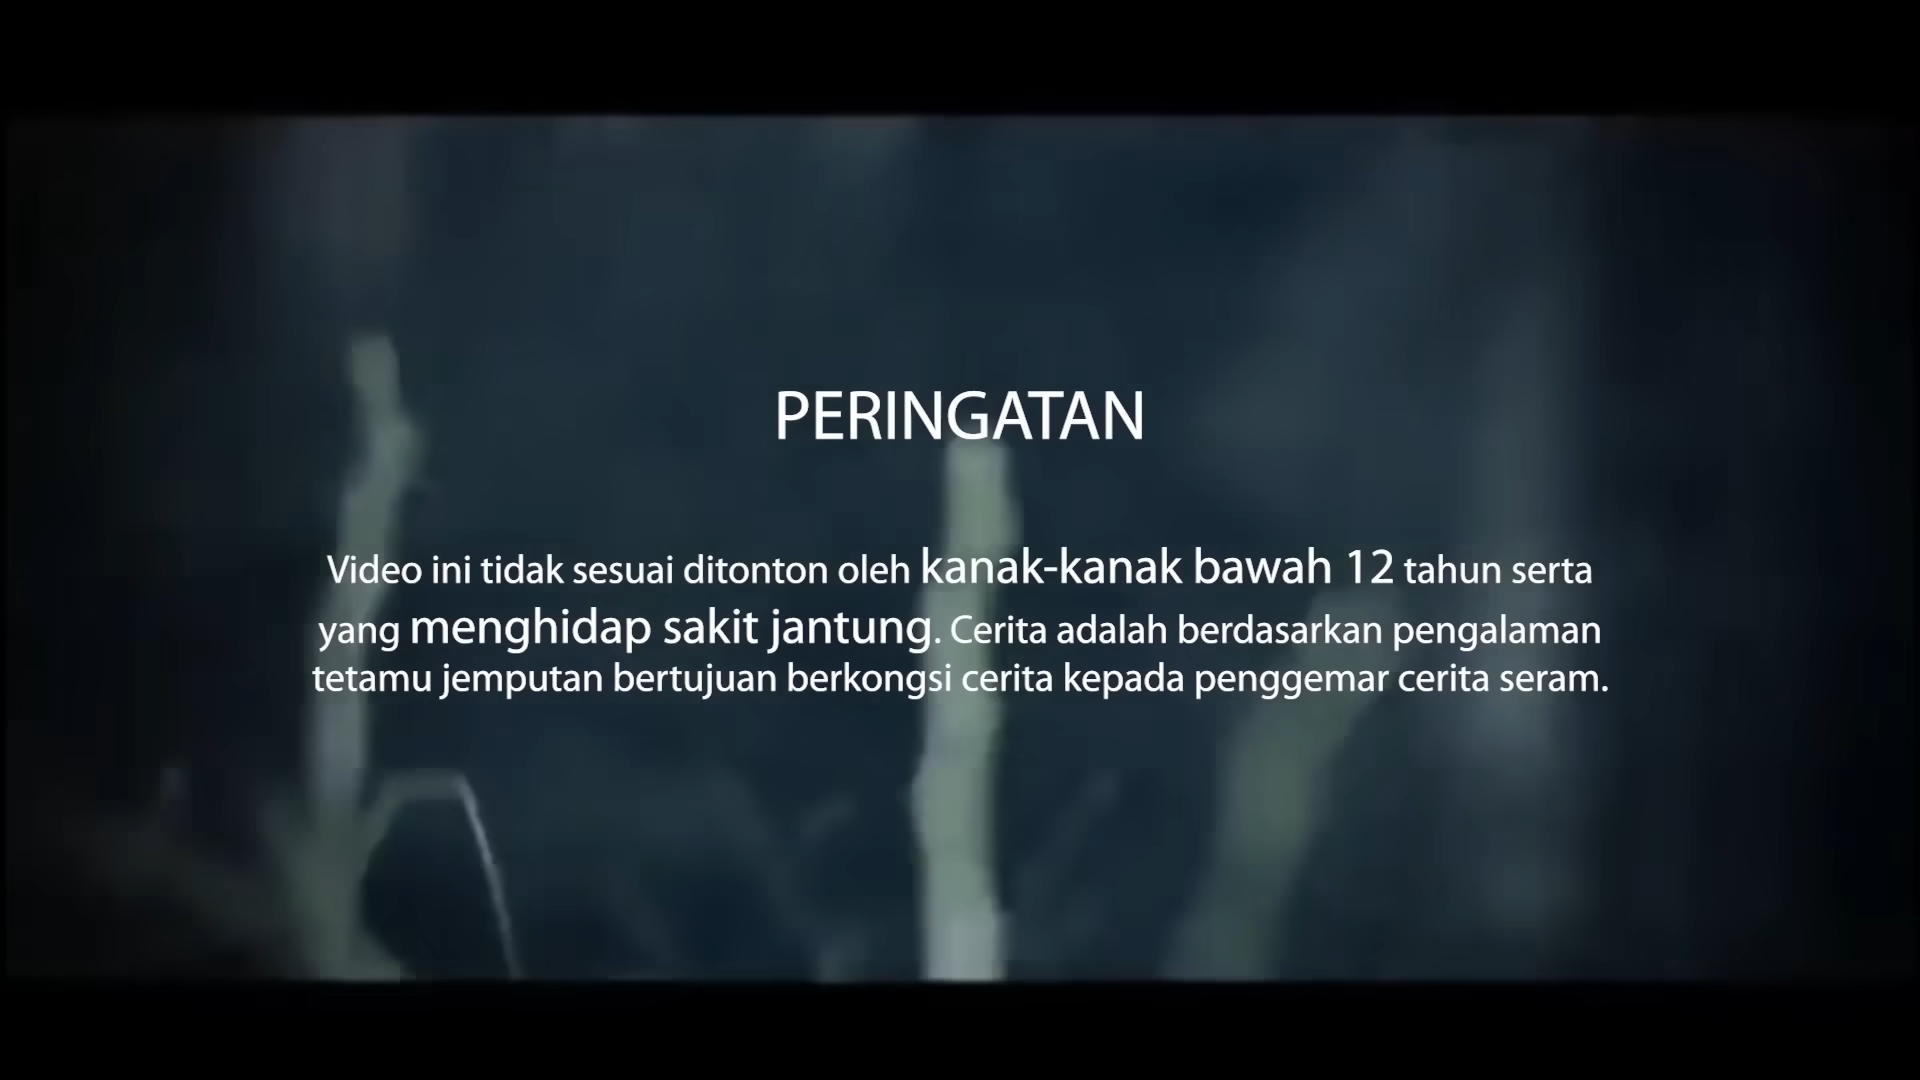 PERINGATAN
Video ini tidak sesuai ditonton oleh kanak-kanak bawah 12 tahun serta
yang menghidap sakit jantung. Cerita adalah berdasarkan pengalaman
tetamu jemputan bertujuan berkongsi cerita kepada penggemar cerita seram.